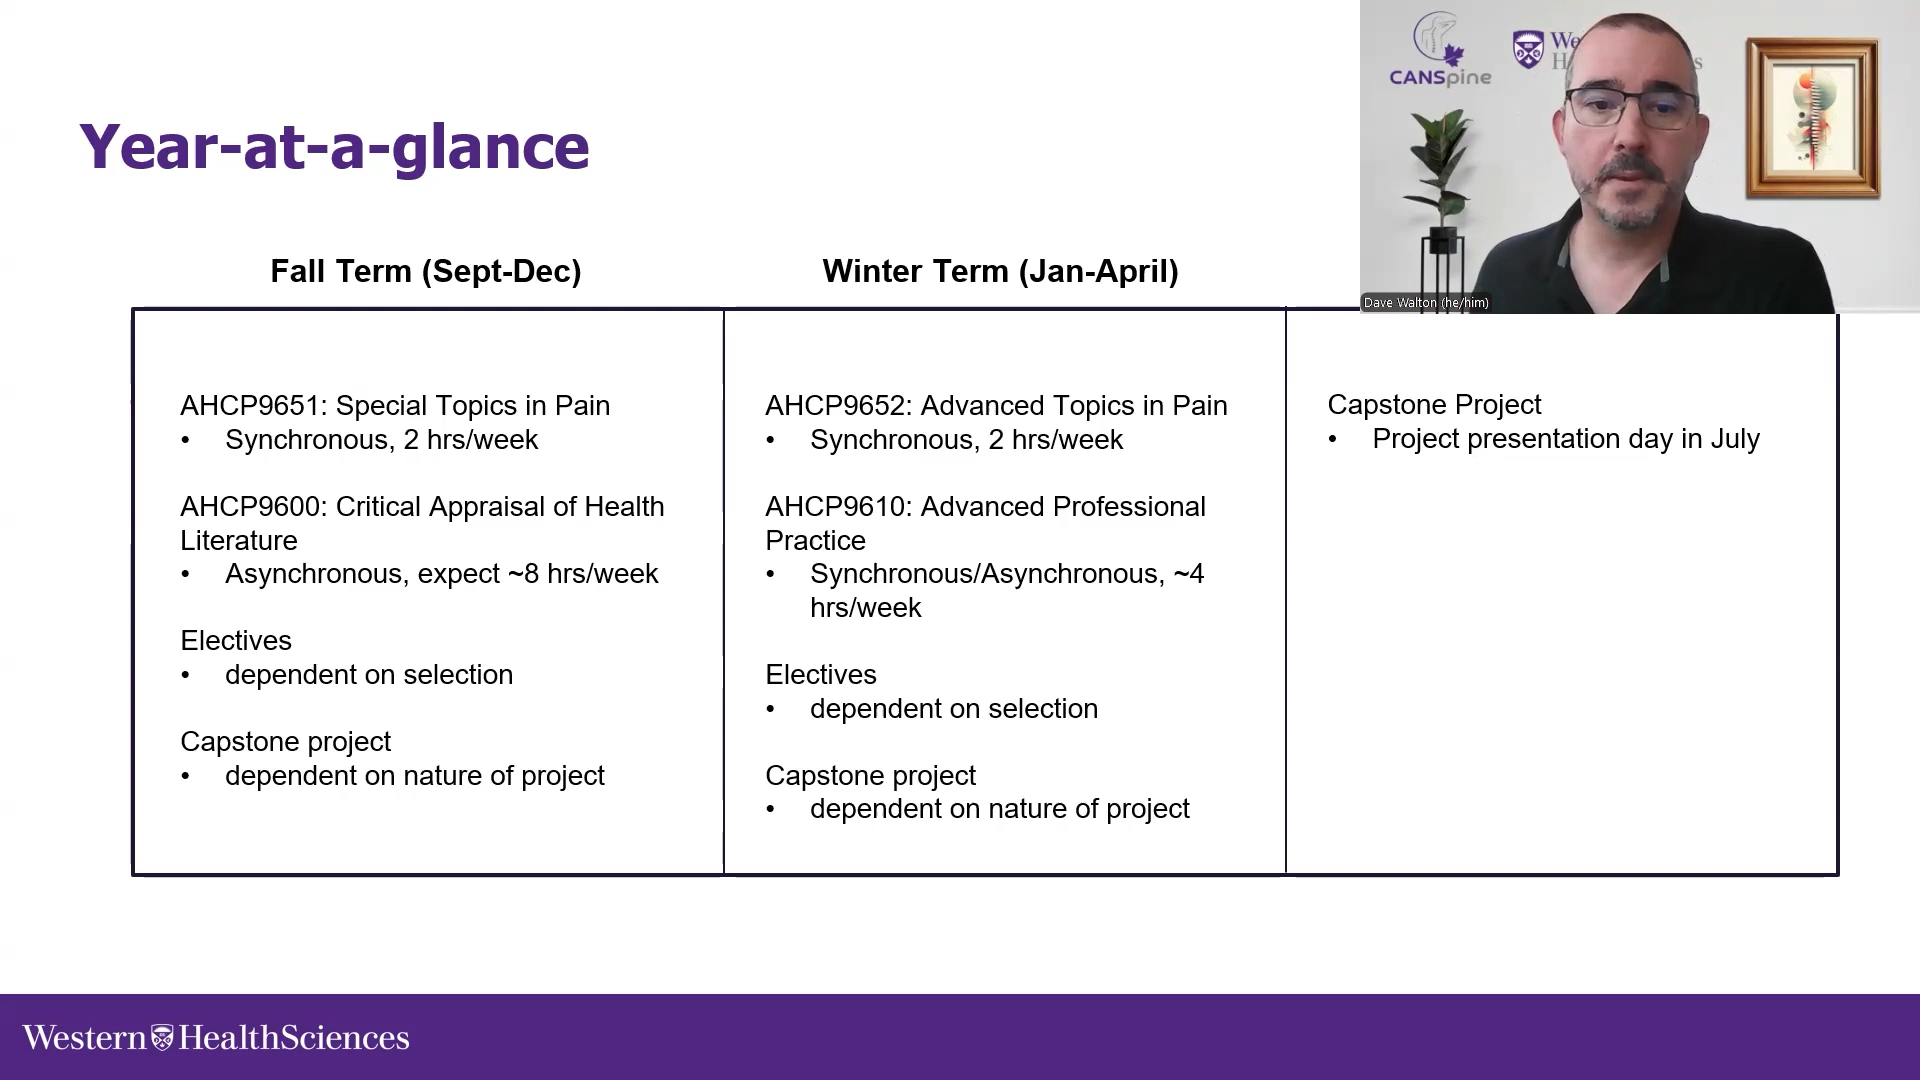 Year-at-a-glance
CANSpine
We
H
s
Dave Walton (he/him)
Fall Term (Sept-Dec)
Winter Term (Jan-April)
AHCP9651: Special Topics in Pain
• Synchronous, 2 hrs/week
AHCP9600: Critical Appraisal of Health
Literature
• Asynchronous, expect ~8 hrs/week
Electives
• dependent on selection
Capstone project
• dependent on nature of project
AHCP9652: Advanced Topics in Pain
• Synchronous, 2 hrs/week
AHCP9610: Advanced Professional
Practice
• Synchronous/Asynchronous, ~4
hrs/week
Electives
• dependent on selection
Capstone project
• dependent on nature of project
Capstone Project
• Project presentation day in July
Western HealthSciences